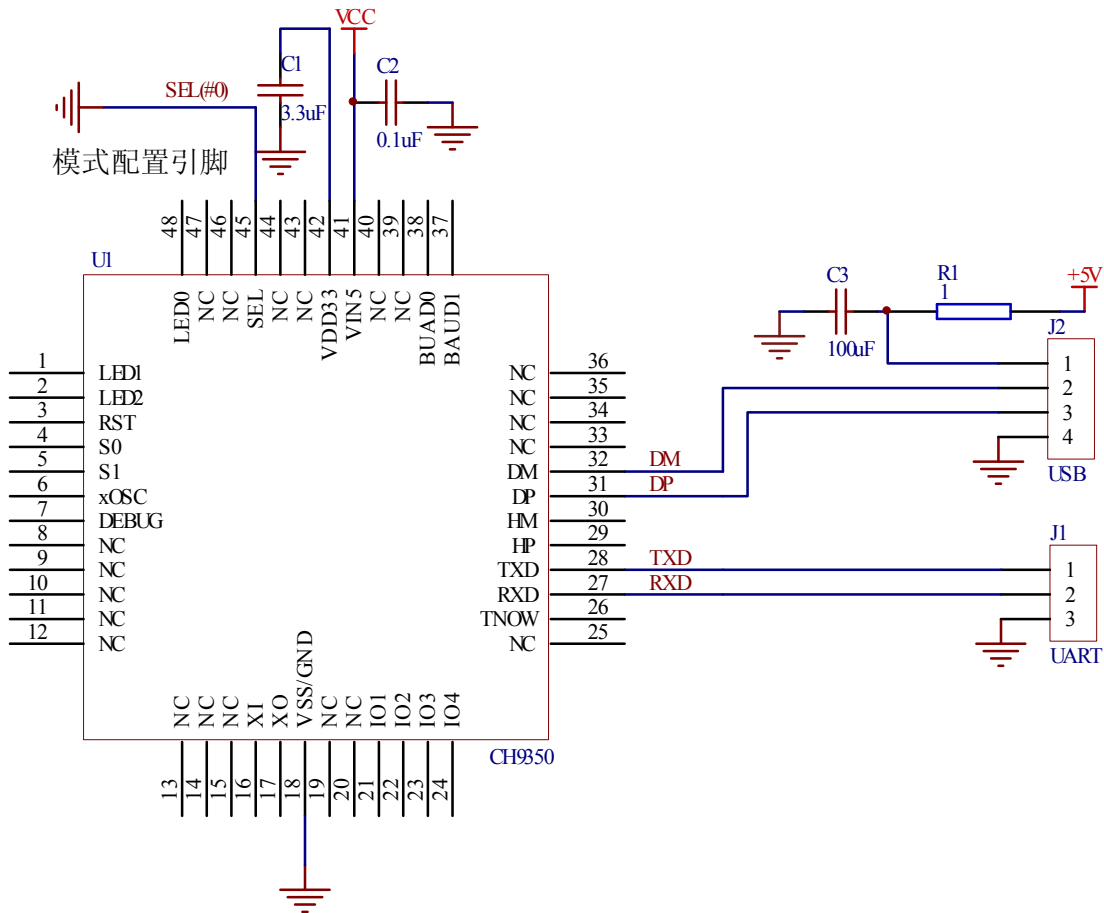 VCC
C1
C2
SEL(#0)
3.3uF
0.1uF
模式配置引脚
48 47 46 45 44 43 42 41 40 39 38 37
U1
LED0 NC NC SEL NC NC VDD33 VIN5 NC NC BUAD0 BAUD1
C3
R1
1
+5V
100uF
J2
1
2
3
4
USB
1 LED1
2 LED2
3 RST
4 S0
5 S1
6 xOSC
7 DEBUG
8 NC
9 NC
10 NC
11 NC
12 NC
NC 36
NC 35
NC 34
NC 33
DM 32 DM
DP 31 DP
HM 30
HP 29
TXD 28 TXD
RXD 27 RXD
TNOW 26
NC 25
J1
1
2
3
UART
NC NC NC XI XO VSS/GND NC NC IO1 IO2 IO3 IO4
CH9350
13 14 15 16 17 18 19 20 21 22 23 24